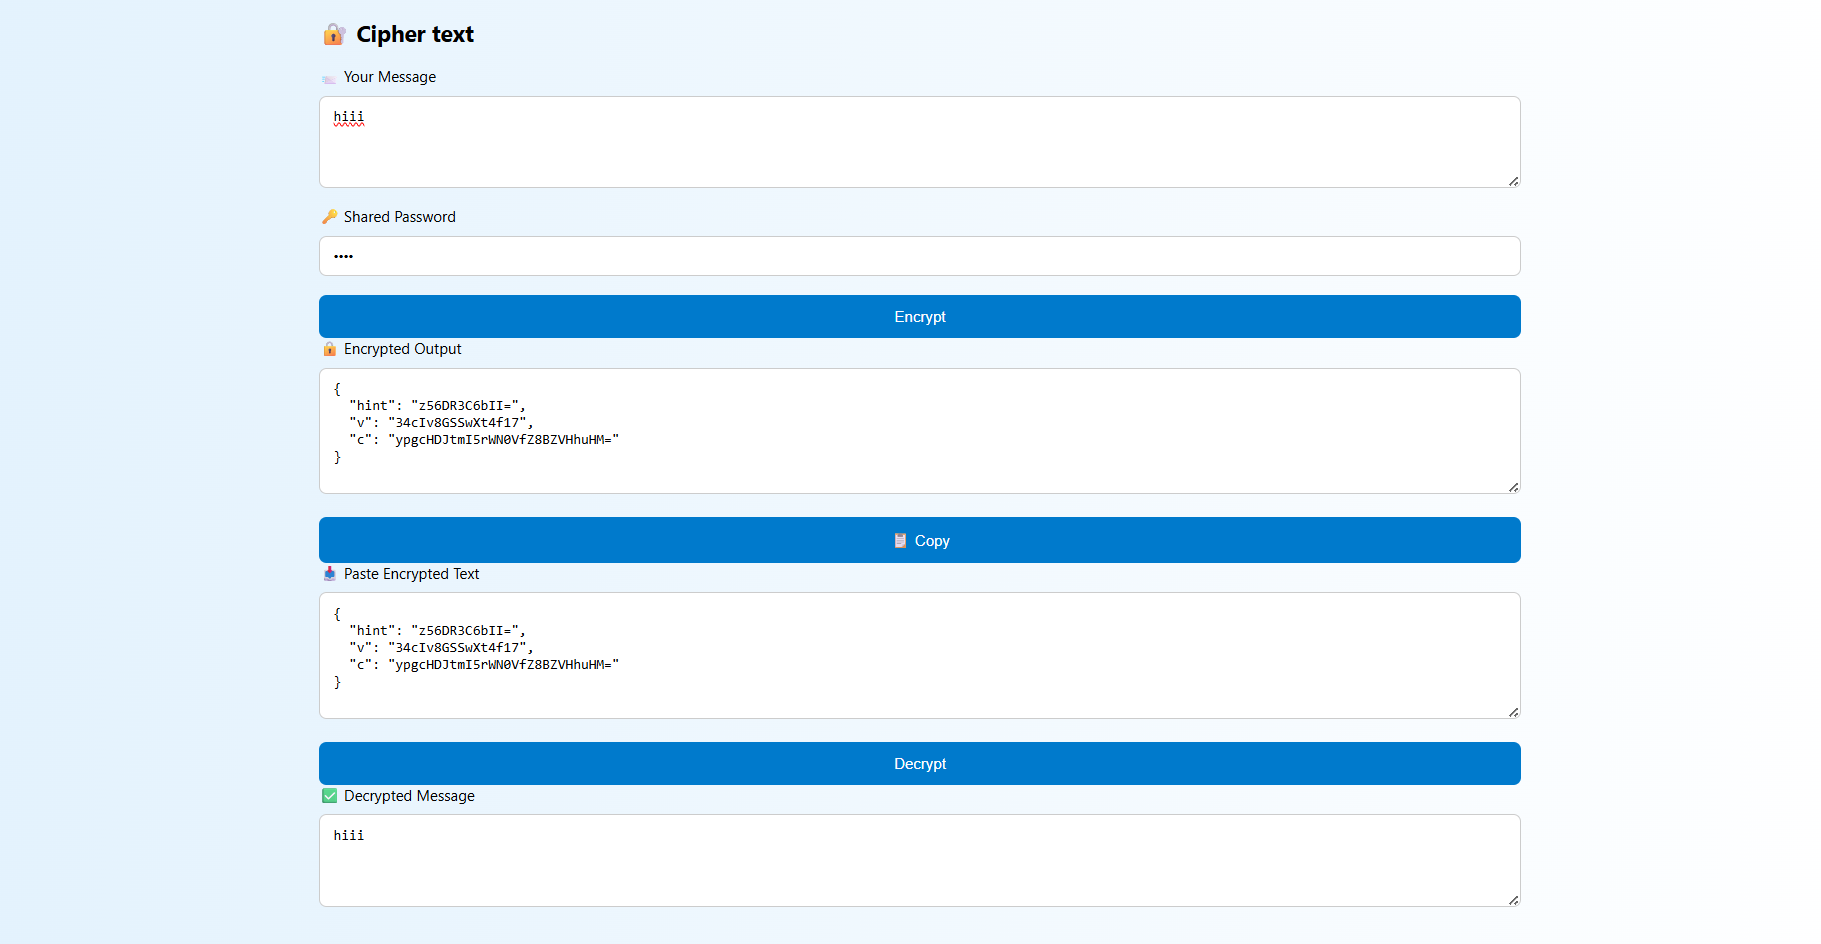 🔐 Cipher text
📨 Your Message
hiii
🔑 Shared Password
••••
Encrypt
🔒 Encrypted Output
{
  "hint": "z56DR3C6bII=",
  "v": "34cIv8GSSwXt4f17",
  "c": "ypgcHDJtmI5rWN0VfZ8BZVHhuHM="
}
📋 Copy
📥 Paste Encrypted Text
{
  "hint": "z56DR3C6bII=",
  "v": "34cIv8GSSwXt4f17",
  "c": "ypgcHDJtmI5rWN0VfZ8BZVHhuHM="
}
Decrypt
✅ Decrypted Message
hiii